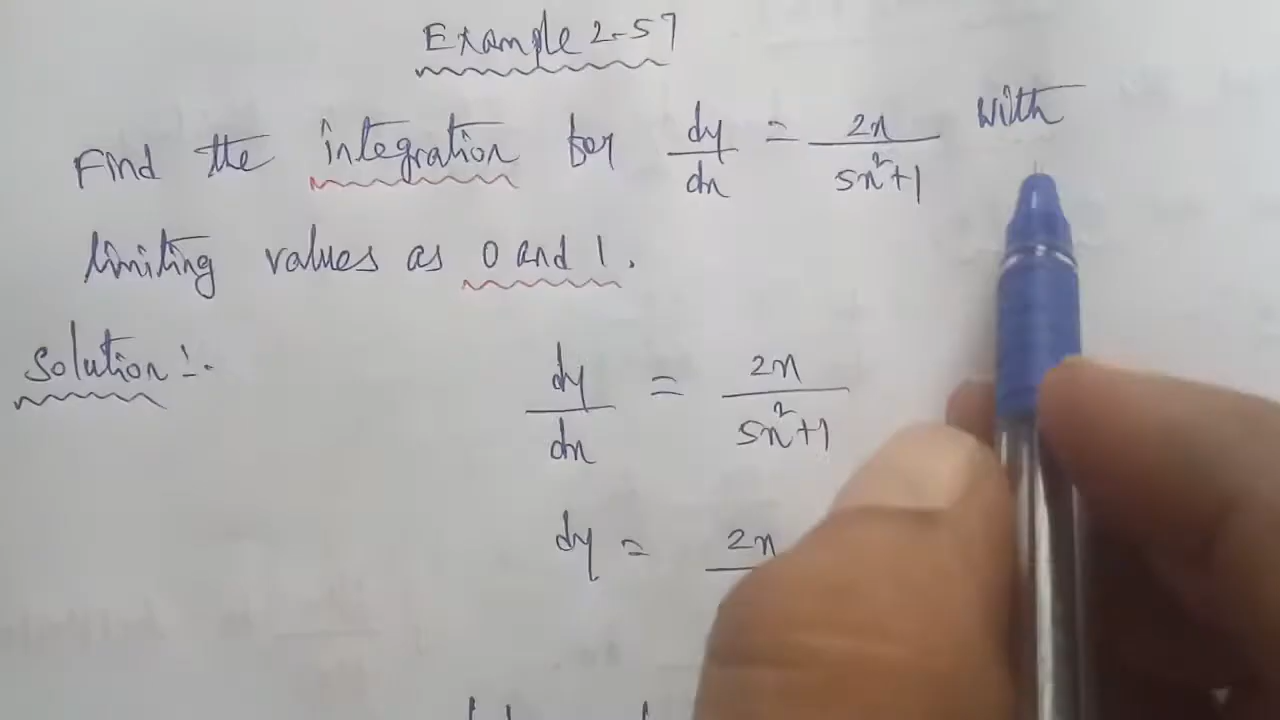 Example 2.57
Find the integration for dy/dx = 2x/5x²+1 with
limiting values as 0 and 1.
Solution:-
dy/dx = 2x/5x²+1
dy = 2x